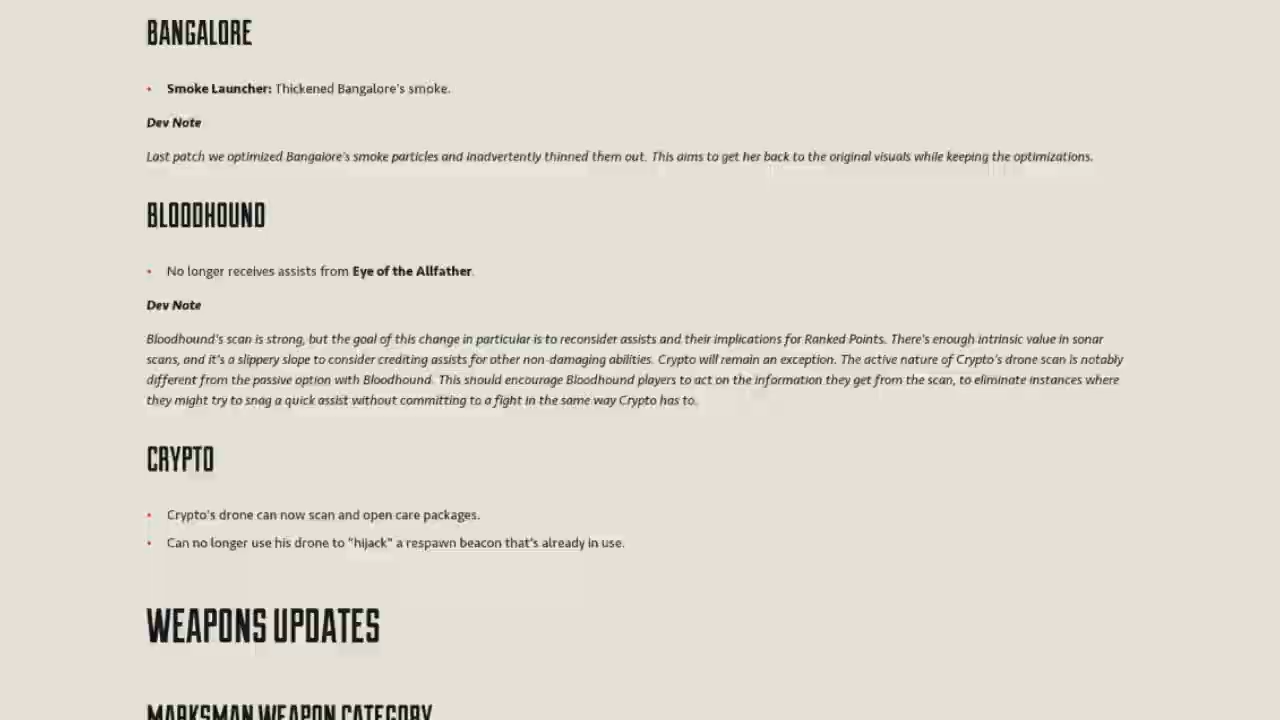 BANGALORE
• Smoke Launcher: Thickened Bangalore's smoke.
Dev Note
Last patch we optimized Bangalore's smoke particles and inadvertently thinned them out. This aims to get her back to the original visuals while keeping the optimizations.
BLOODHOUND
• No longer receives assists from Eye of the Allfather.
Dev Note
Bloodhound's scan is strong, but the goal of this change in particular is to reconsider assists and their implications for Ranked Points. There's enough intrinsic value in sonar
scans, and it's a slippery slope to consider crediting assists for other non-damaging abilities. Crypto will remain an exception. The active nature of Crypto's drone scan is notably
different from the passive option with Bloodhound. This should encourage Bloodhound players to act on the information they get from the scan, to eliminate instances where
they might try to snag a quick assist without committing to a fight in the same way Crypto has to.
CRYPTO
• Crypto's drone can now scan and open care packages.
• Can no longer use his drone to "hijack" a respawn beacon that's already in use.
WEAPONS UPDATES
MARKSMAN WEAPON CATEGORY